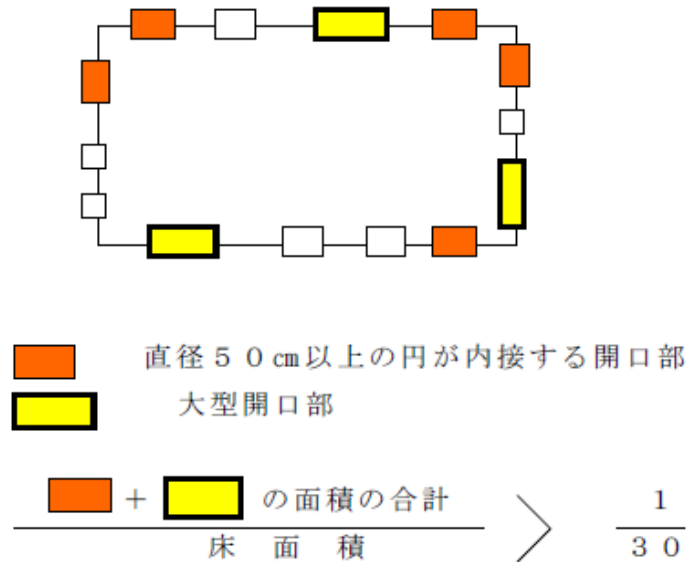 直径５０㎝以上の円が内接する開口部
大型開口部
＋ の面積の合計
床 面 積
＞
１
３０